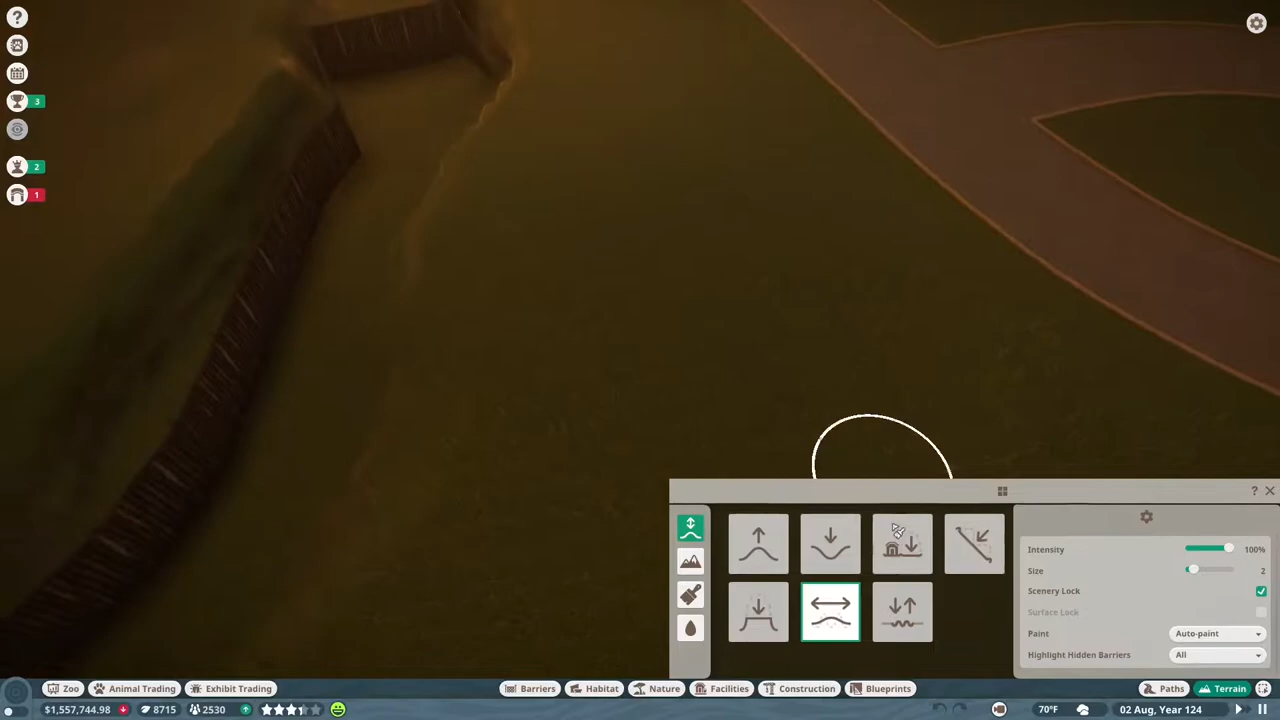 ?
3
2
1
?
Intensity 100%
Size 2
Scenery Lock
Surface Lock
Paint Auto-paint
Highlight Hidden Barriers All
Zoo Animal Trading Exhibit Trading Barriers Habitat Nature Facilities Construction Blueprints Paths Terrain
$1,557,744.98 8715 2530 70°F 02 Aug, Year 124